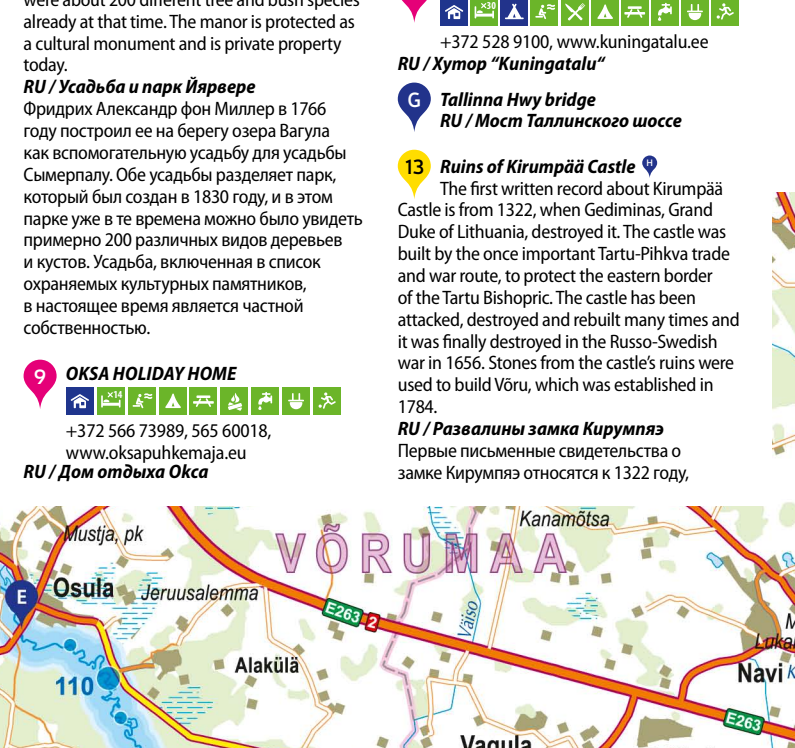 were about 200 different tree and bush species
already at that time. The manor is protected as
a cultural monument and is private property
today.
RU / Усадьба и парк Йярвере
Фридрих Александр фон Миллер в 1766
году построил ее на берегу озера Вагула
как вспомогательную усадьбу для усадьбы
Сымерпалу. Обе усадьбы разделяет парк,
который был создан в 1830 году, и в этом
парке уже в те времена можно было увидеть
примерно 200 различных видов деревьев
и кустов. Усадьба, включенная в список
охраняемых культурных памятников,
в настоящее время является частной
собственностью.
9 OKSA HOLIDAY HOME
x14
+372 566 73989, 565 60018,
www.oksapuhkemaja.eu
RU / Дом отдыха Окса
x30
+372 528 9100, www.kuningatalu.ee
RU / Хутор “Kuningatalu“
G Tallinna Hwy bridge
RU / Мост Таллинского шоссе
13 Ruins of Kirumpää Castle H
The first written record about Kirumpää
Castle is from 1322, when Gediminas, Grand
Duke of Lithuania, destroyed it. The castle was
built by the once important Tartu-Pihkva trade
and war route, to protect the eastern border
of the Tartu Bishopric. The castle has been
attacked, destroyed and rebuilt many times and
it was finally destroyed in the Russo-Swedish
war in 1656. Stones from the castle’s ruins were
used to build Võru, which was established in
1784.
RU / Развалины замка Кирумпяэ
Первые письменные свидетельства о
замке Кирумпяэ относятся к 1322 году,
Mustja, pk
VÕRUMAA
Kanamõtsa
E
Osula
Jeruusalemma
E263 2
Väiso
Alakülä
110
Navi
E263
Vagula